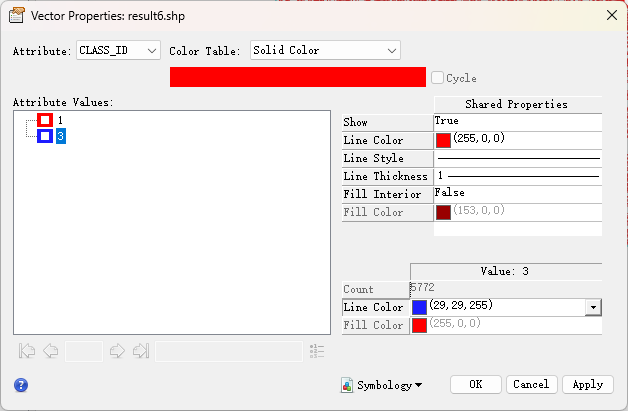 Vector Properties: result6.shp
Attribute: CLASS_ID Color Table: Solid Color
Cycle
Attribute Values:
1
3
Shared Properties
Show True
Line Color (255,0,0)
Line Style
Line Thickness 1
Fill Interior False
Fill Color (153,0,0)
Value: 3
Count 5772
Line Color (29,29,255)
Fill Color (255,0,0)
? Symbology OK Cancel Apply